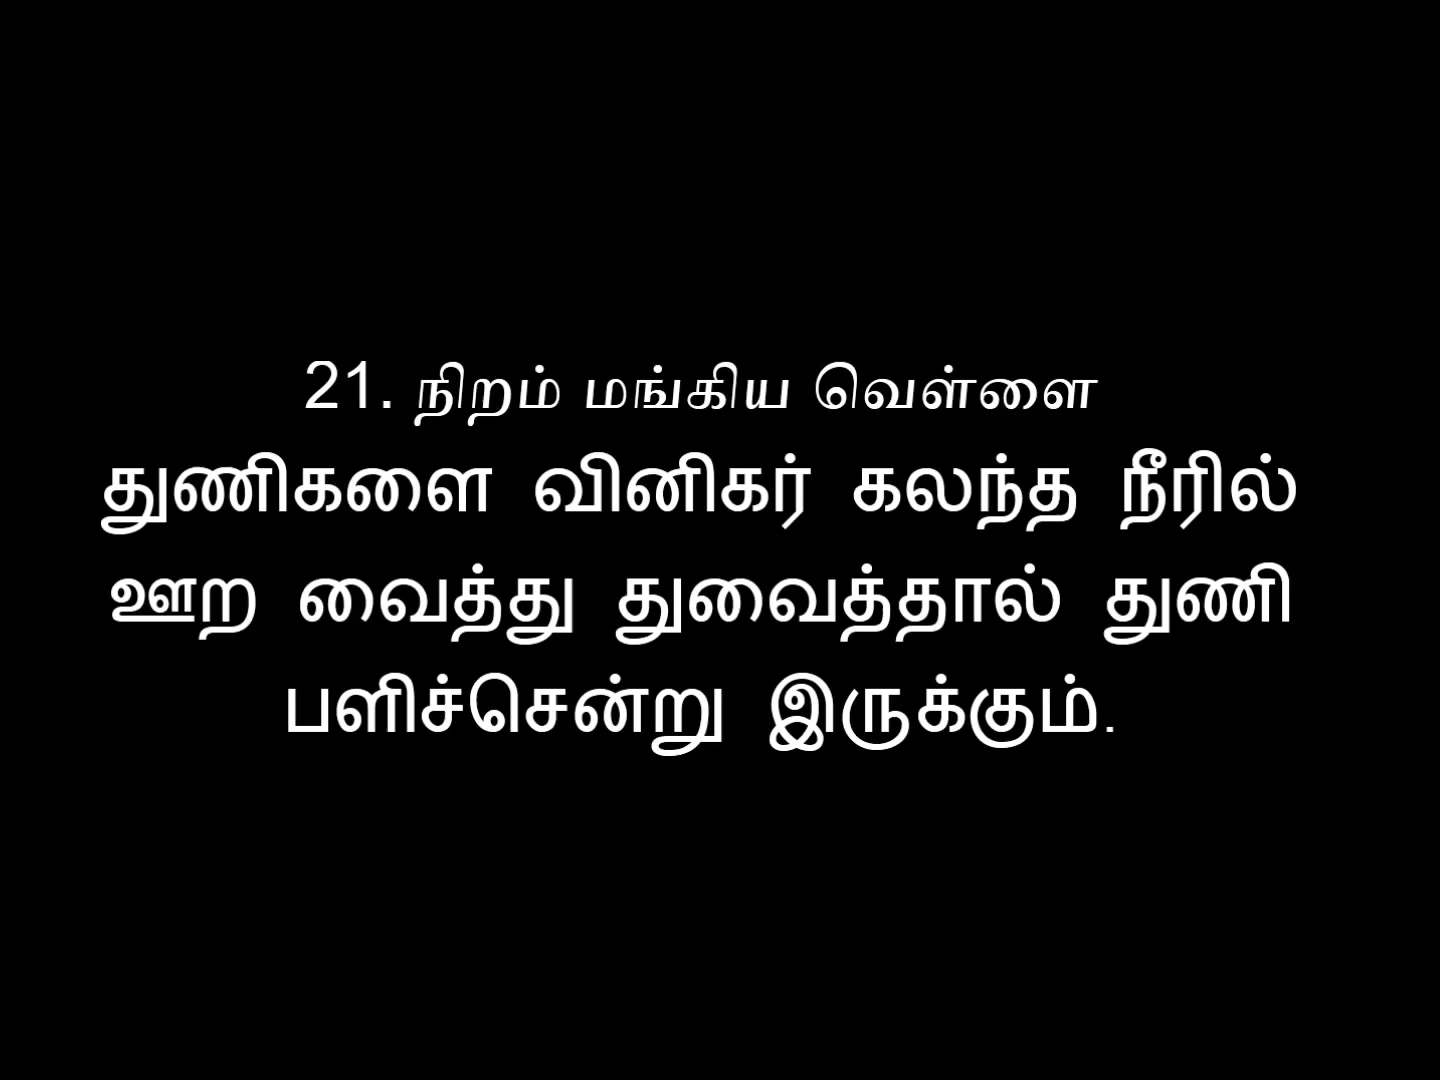 21. நிறம் மங்கிய வெள்ளை
துணிகளை வினிகர் கலந்த நீரில்
ஊற வைத்து துவைத்தால் துணி
பளிச்சென்று இருக்கும்.